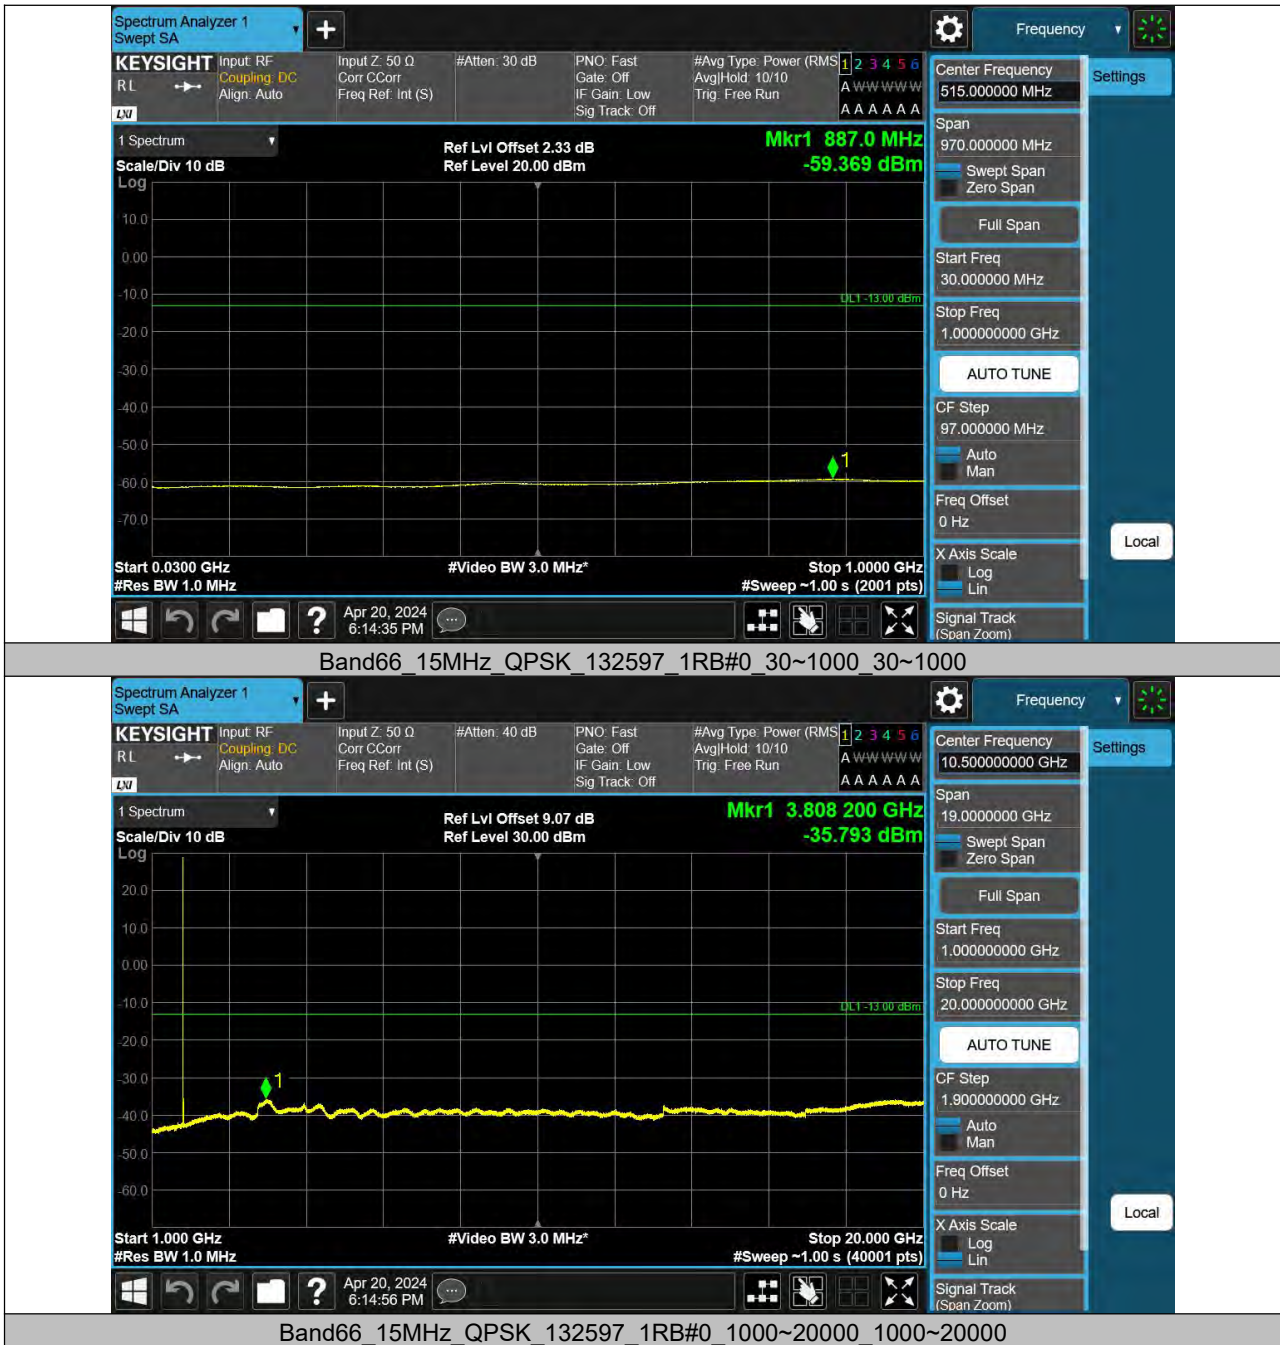 Spectrum Analyzer 1
Swept SA
Frequency
KEYSIGHT
RL
LXI
Input: RF
Coupling: DC
Align: Auto
Input Z: 50 Ω
Corr CCorr
Freq Ref: Int (S)
#Atten: 30 dB
PNO: Fast
Gate: Off
IF Gain: Low
Sig Track: Off
#Avg Type: Power (RMS
Avg|Hold: 10/10
Trig: Free Run
1 2 3 4 5 6
A W W W W W
A A A A A A
1 Spectrum
Scale/Div 10 dB
Log
Ref Lvl Offset 2.33 dB
Ref Level 20.00 dBm
Mkr1 887.0 MHz
-59.369 dBm
10.0
0.00
-10.0
-20.0
-30.0
-40.0
-50.0
-60.0
-70.0
DL1 -13.00 dBm
1
Start 0.0300 GHz
#Res BW 1.0 MHz
#Video BW 3.0 MHz*
Stop 1.0000 GHz
#Sweep ~1.00 s (2001 pts)
Apr 20, 2024
6:14:35 PM
Center Frequency
515.000000 MHz
Span
970.000000 MHz
Swept Span
Zero Span
Full Span
Start Freq
30.000000 MHz
Stop Freq
1.000000000 GHz
AUTO TUNE
CF Step
97.000000 MHz
Auto
Man
Freq Offset
0 Hz
X Axis Scale
Log
Lin
Signal Track
(Span Zoom)
Settings
Local
Band66_15MHz_QPSK_132597_1RB#0_30~1000_30~1000
Spectrum Analyzer 1
Swept SA
Frequency
KEYSIGHT
RL
LXI
Input: RF
Coupling: DC
Align: Auto
Input Z: 50 Ω
Corr CCorr
Freq Ref: Int (S)
#Atten: 40 dB
PNO: Fast
Gate: Off
IF Gain: Low
Sig Track: Off
#Avg Type: Power (RMS
Avg|Hold: 10/10
Trig: Free Run
1 2 3 4 5 6
A W W W W W
A A A A A A
1 Spectrum
Scale/Div 10 dB
Log
Ref Lvl Offset 9.07 dB
Ref Level 30.00 dBm
Mkr1 3.808 200 GHz
-35.793 dBm
20.0
10.0
0.00
-10.0
-20.0
-30.0
-40.0
-50.0
-60.0
DL1 -13.00 dBm
1
Start 1.000 GHz
#Res BW 1.0 MHz
#Video BW 3.0 MHz*
Stop 20.000 GHz
#Sweep ~1.00 s (40001 pts)
Apr 20, 2024
6:14:56 PM
Center Frequency
10.500000000 GHz
Span
19.0000000 GHz
Swept Span
Zero Span
Full Span
Start Freq
1.000000000 GHz
Stop Freq
20.000000000 GHz
AUTO TUNE
CF Step
1.900000000 GHz
Auto
Man
Freq Offset
0 Hz
X Axis Scale
Log
Lin
Signal Track
(Span Zoom)
Settings
Local
Band66_15MHz_QPSK_132597_1RB#0_1000~20000_1000~20000